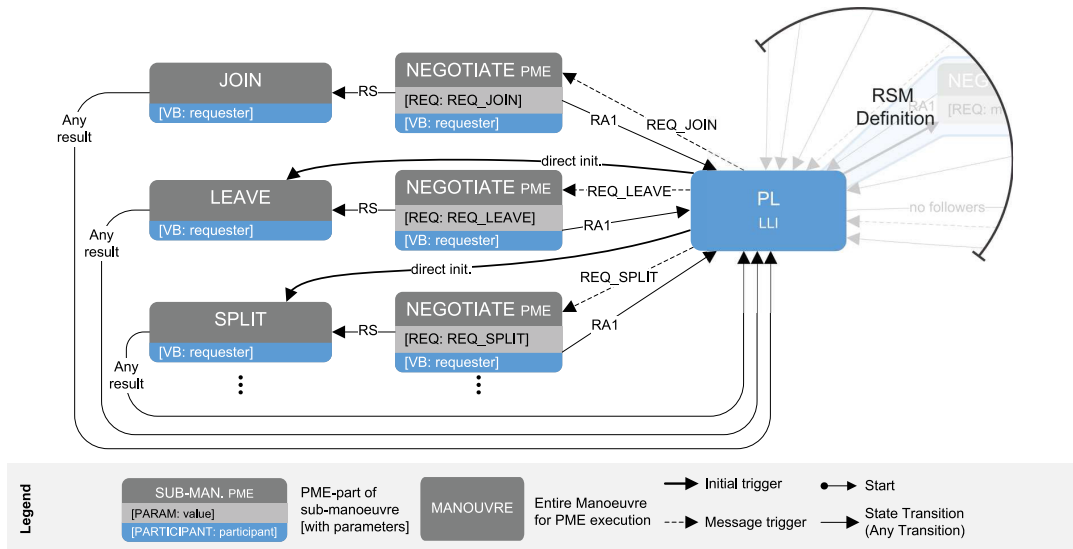 JOIN
[VB: requester]
RS
NEGOTIATE PME
[REQ: REQ_JOIN]
[VB: requester]
RA1
REQ_JOIN
Any
result
direct init.
LEAVE
[VB: requester]
RS
NEGOTIATE PME
[REQ: REQ_LEAVE]
[VB: requester]
REQ_LEAVE
RA1
Any
result
direct init.
SPLIT
[VB: requester]
RS
NEGOTIATE PME
[REQ: REQ_SPLIT]
[VB: requester]
REQ_SPLIT
RA1
Any
result
PL
LLI
RSM
Definition
RA1
NEG
[REQ: m
no followers
Legend
SUB-MAN. PME
[PARAM: value]
[PARTICIPANT: participant]
PME-part of
sub-manoeuvre
[with parameters]
MANOUVRE
Entire Manoeuvre
for PME execution
Initial trigger
Message trigger
Start
State Transition
(Any Transition)